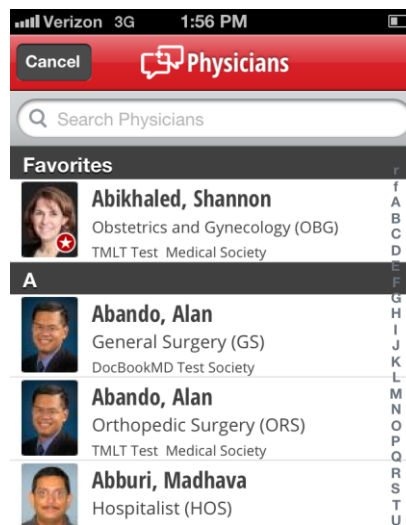 Verizon 3G 1:56 PM
Cancel Physicians
Search Physicians
Favorites
Abikhaled, Shannon
Obstetrics and Gynecology (OBG)
TMLT Test Medical Society
A
Abando, Alan
General Surgery (GS)
DocBookMD Test Society
Abando, Alan
Orthopedic Surgery (ORS)
TMLT Test Medical Society
Abburi, Madhava
Hospitalist (HOS)
r
f
A
B
C
D
E
F
G
H
I
J
K
L
M
N
O
P
Q
R
S
T
U